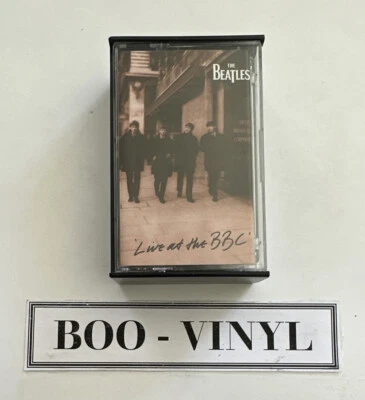 THE
BEATLES
'Live at the BBC'
BOO - VINYL